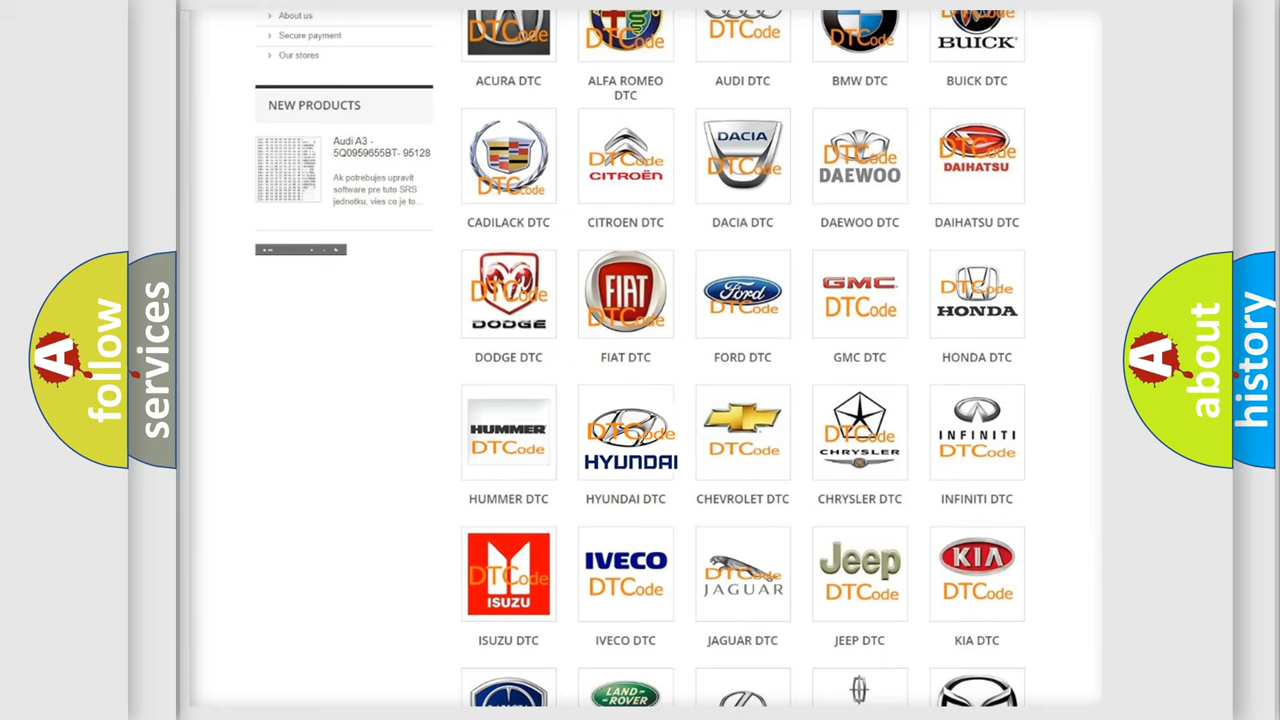 About us
Secure payment
Our stores
NEW PRODUCTS
Audi A3 -
5Q0959655BT- 95128
Ak potrebujes upravit
software pre tuto SRS
jednotku, vies co je to...
DTCode
DTCode
DTCode
DTCode
BUICK
ACURA DTC
ALFA ROMEO
DTC
AUDI DTC
BMW DTC
BUICK DTC
DTCode
DTCode
CITROËN
DACIA
DTCode
DTCode
DAEWOO
DTCode
DAIHATSU
CADILACK DTC
CITROEN DTC
DACIA DTC
DAEWOO DTC
DAIHATSU DTC
DTCode
DODGE
FIAT
DTCode
Ford
DTCode
GMC
DTCode
DTCode
HONDA
DODGE DTC
FIAT DTC
FORD DTC
GMC DTC
HONDA DTC
HUMMER
DTCode
DTCode
HYUNDAI
DTCode
DTCode
CHRYSLER
INFINITI
DTCode
HUMMER DTC
HYUNDAI DTC
CHEVROLET DTC
CHRYSLER DTC
INFINITI DTC
DTCode
ISUZU
IVECO
DTCode
DTCode
JAGUAR
Jeep
DTCode
KIA
DTCode
ISUZU DTC
IVECO DTC
JAGUAR DTC
JEEP DTC
KIA DTC
LAND-
ROVER
A
follow
services
A
about
history